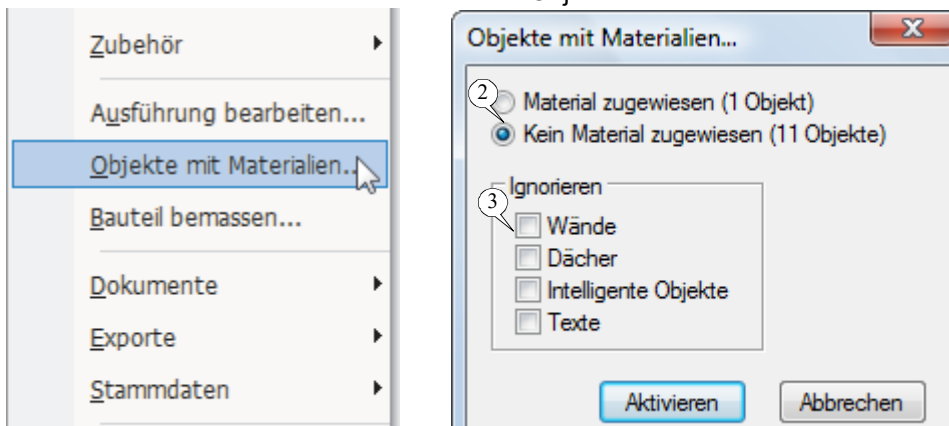 Zubehör
Ausführung bearbeiten...
Objekte mit Materialien...
Bauteil bemassen...
Dokumente
Exporte
Stammdaten
Objekte mit Materialien...
2
Material zugewiesen (1 Objekt)
Kein Material zugewiesen (11 Objekte)
Ignorieren
3
Wände
Dächer
Intelligente Objekte
Texte
Aktivieren
Abbrechen